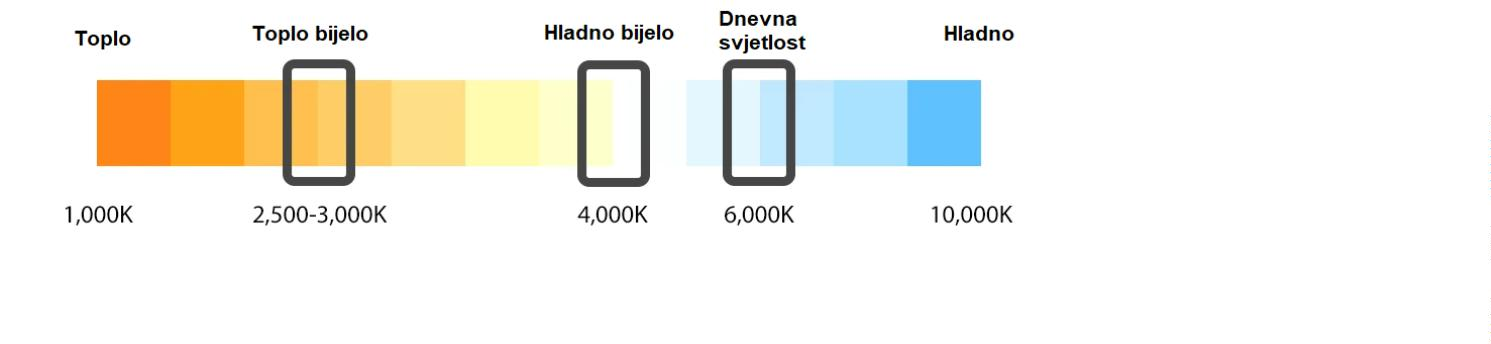 Toplo
Toplo bijelo
Hladno bijelo
Dnevna
svjetlost
Hladno
1,000K
2,500-3,000K
4,000K
6,000K
10,000K